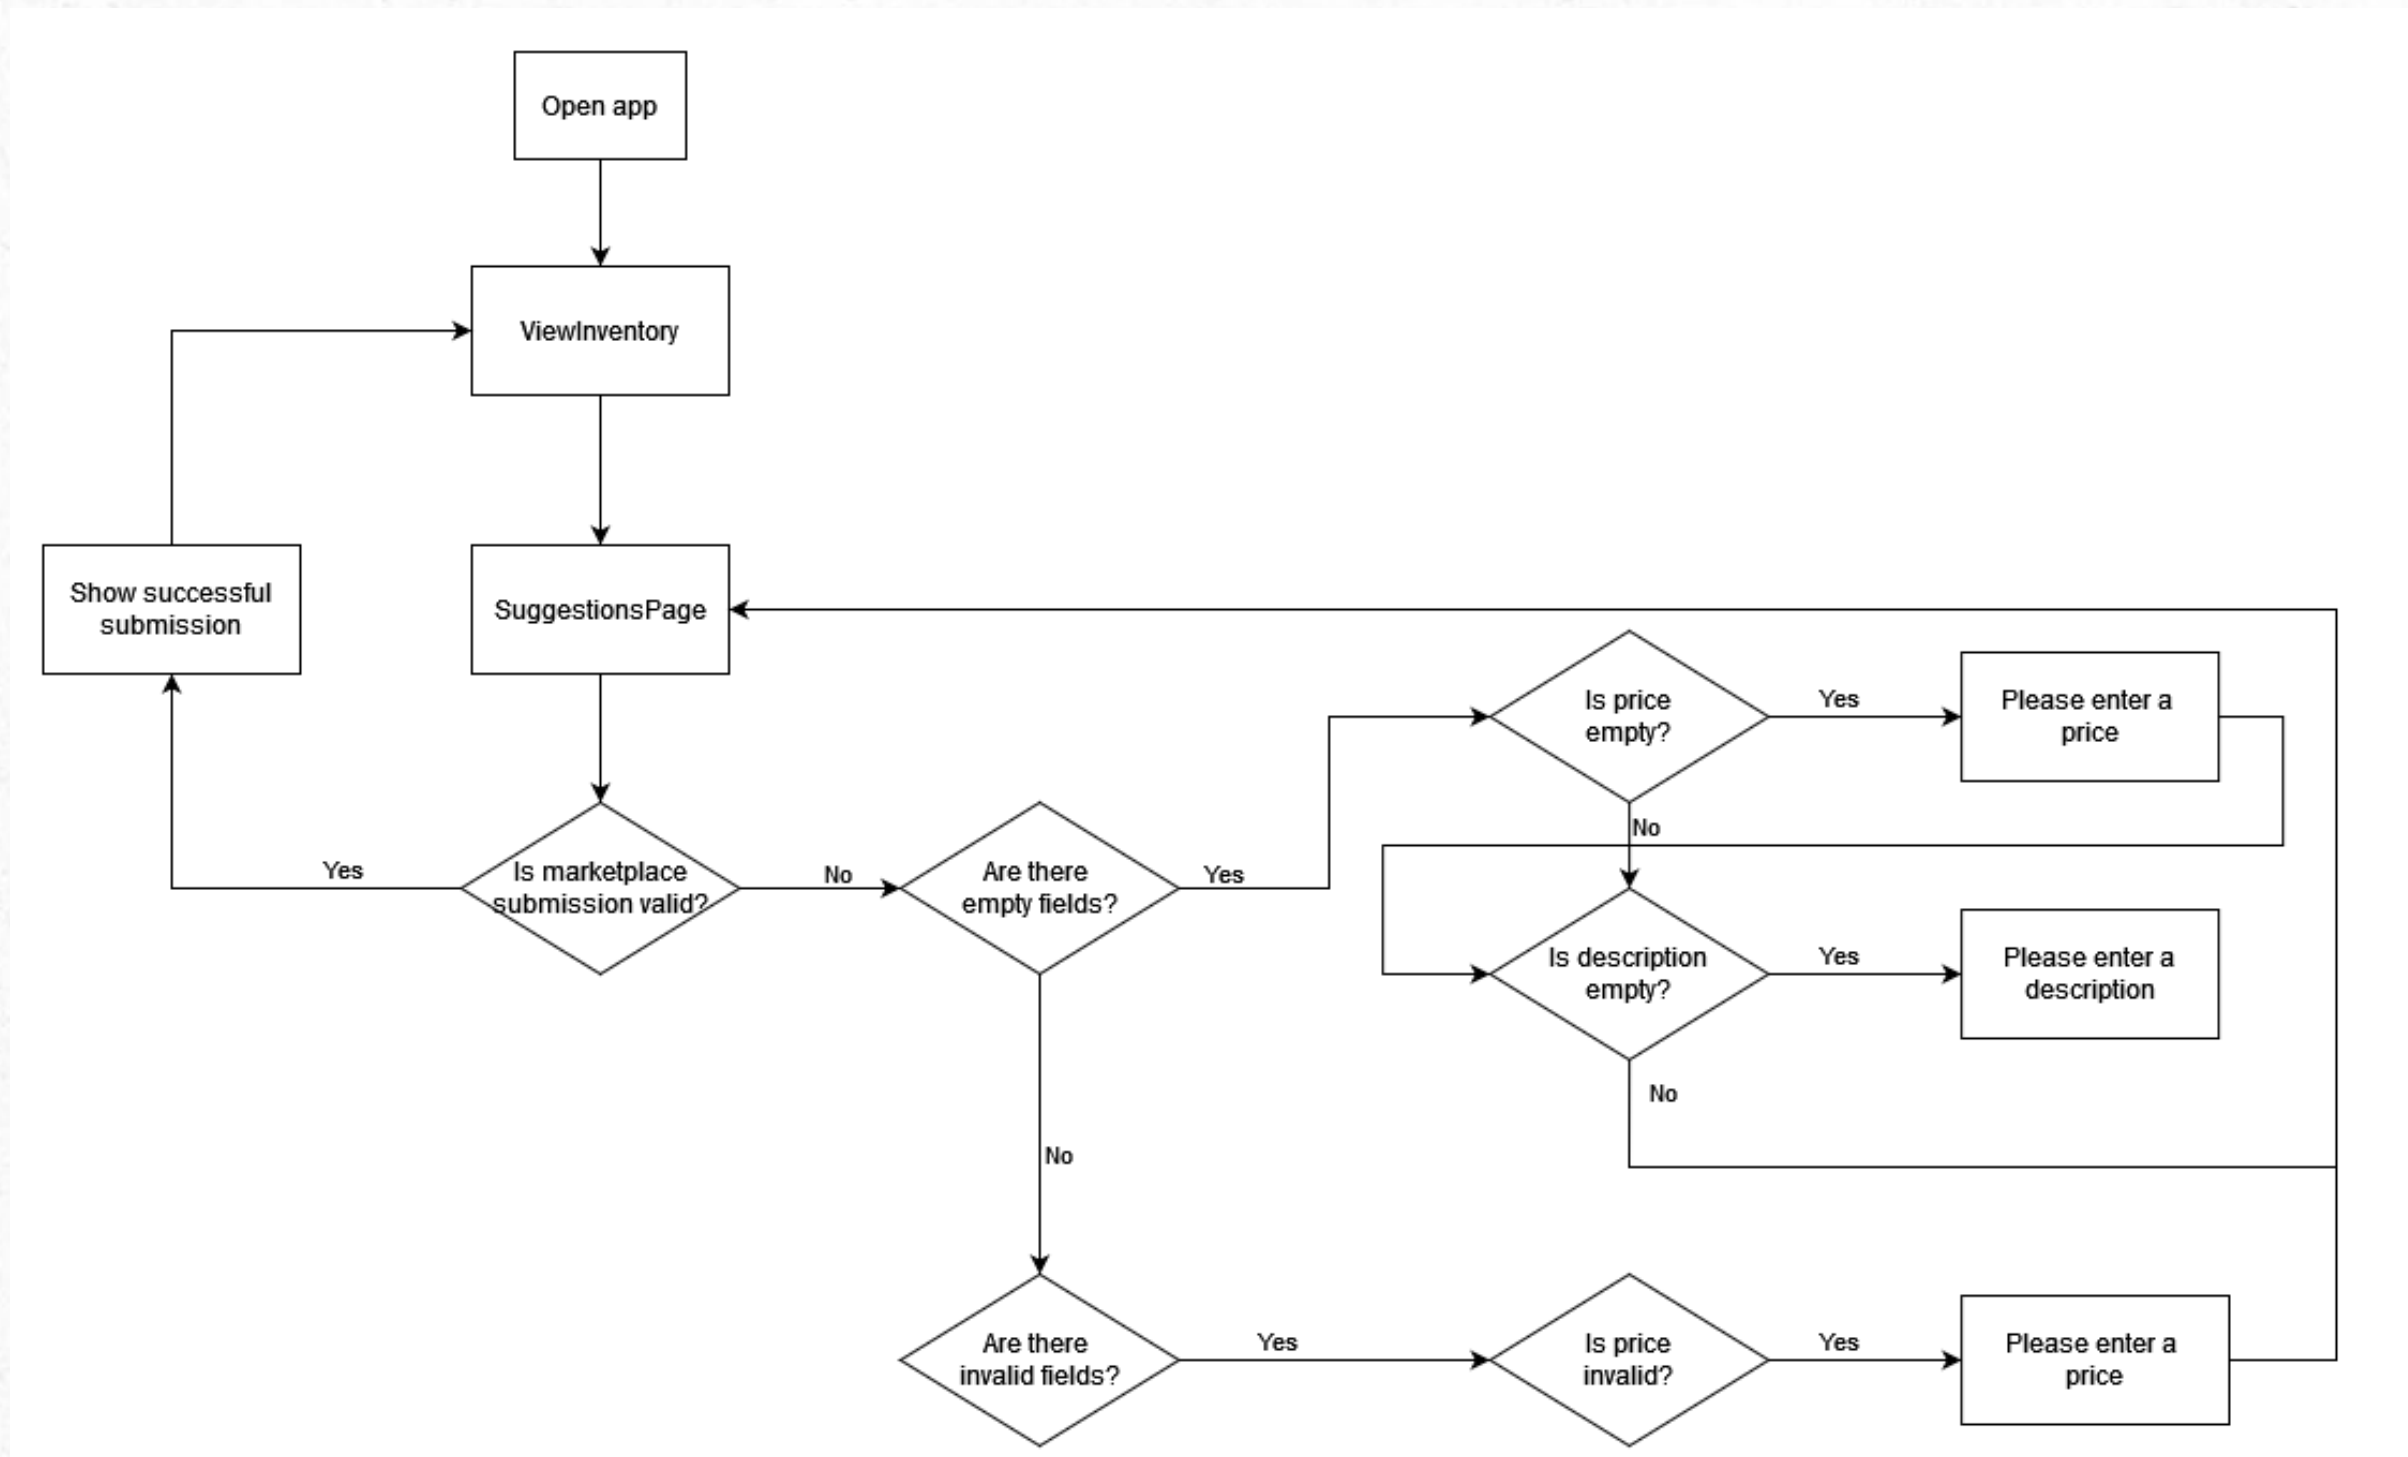 Open app
ViewInventory
Show successful
submission
SuggestionsPage
Is price
empty?
Yes
Please enter a
price
No
Yes
Is marketplace
submission valid?
No
Are there
empty fields?
Yes
Is description
empty?
Yes
Please enter a
description
No
No
Are there
invalid fields?
Yes
Is price
invalid?
Yes
Please enter a
price